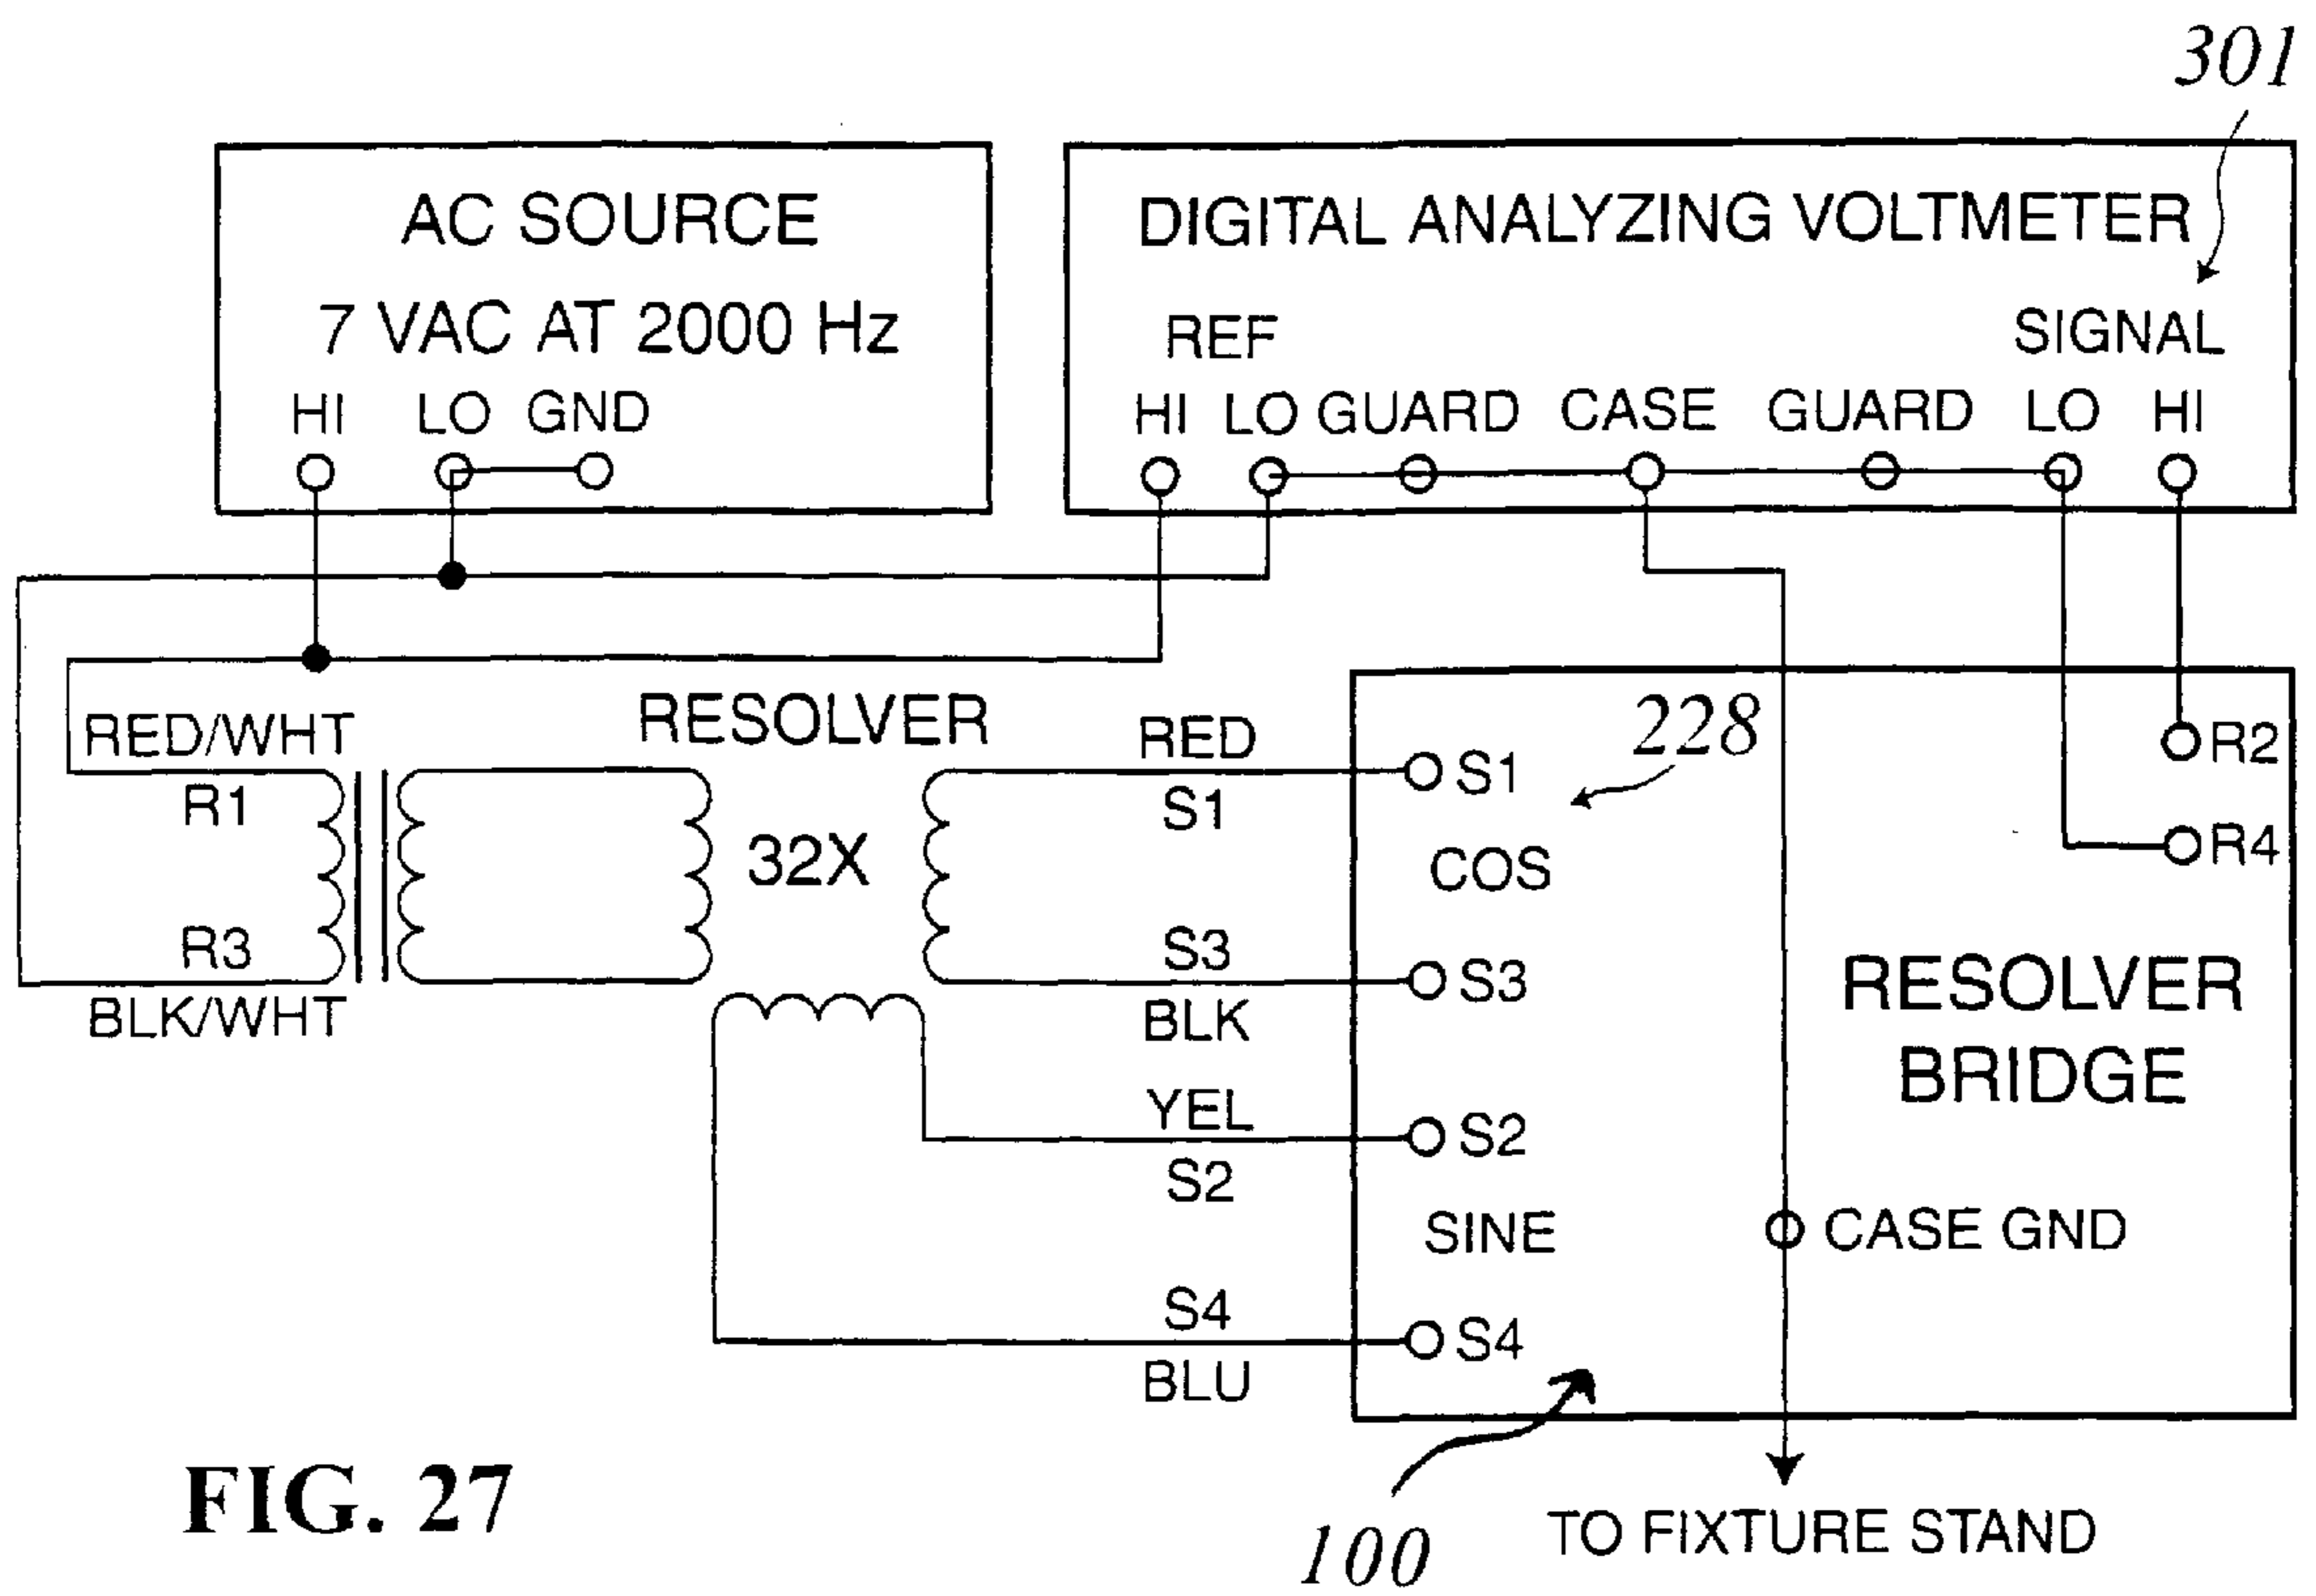 301
AC SOURCE
7 VAC AT 2000 Hz
HI LO GND
DIGITAL ANALYZING VOLTMETER
REF SIGNAL
HI LO GUARD CASE GUARD LO HI
RED/WHT
R1
R3
BLK/WHT
RESOLVER
32X
RED
S1
S3
BLK
YEL
S2
S4
BLU
228
S1
COS
S3
S2
SINE
S4
R2
R4
RESOLVER
BRIDGE
CASE GND
100
TO FIXTURE STAND
FIG. 27